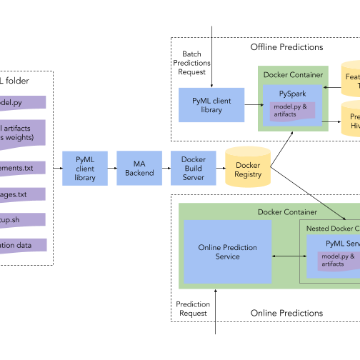 Offline Predictions
Batch
Predictions
Request
Docker Container
PyML client
library
PySpark
model.py &
artifacts
Feat
T
Pre
Hiv
L folder
del.py
l artifacts
s weights)
ements.txt
ages.txt
up.sh
ation data
PyML
client
library
MA
Backend
Docker
Build
Server
Docker
Registry
Docker Container
Nested Docker C
Online Prediction
Service
PyML Serv
model.py &
artifacts
Prediction
Request
Online Predictions